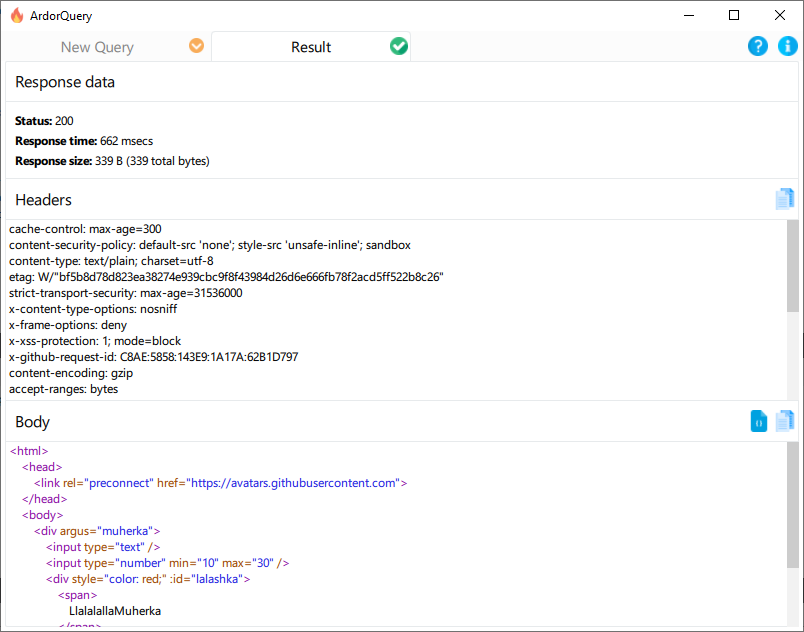 ArdorQuery
New Query
Result
Response data
Status: 200
Response time: 662 msecs
Response size: 339 B (339 total bytes)
Headers
cache-control: max-age=300
content-security-policy: default-src 'none'; style-src 'unsafe-inline'; sandbox
content-type: text/plain; charset=utf-8
etag: W/"bf5b8d78d823ea38274e939cbc9f8f43984d26d6e666fb78f2acd5ff522b8c26"
strict-transport-security: max-age=31536000
x-content-type-options: nosniff
x-frame-options: deny
x-xss-protection: 1; mode=block
x-github-request-id: C8AE:5858:143E9:1A17A:62B1D797
content-encoding: gzip
accept-ranges: bytes
Body
<html>
<head>
<link rel="preconnect" href="https://avatars.githubusercontent.com">
</head>
<body>
<div argus="muherka">
<input type="text" />
<input type="number" min="10" max="30" />
<div style="color: red;" :id="lalashka">
<span>
LlalalallaMuherka
</span>